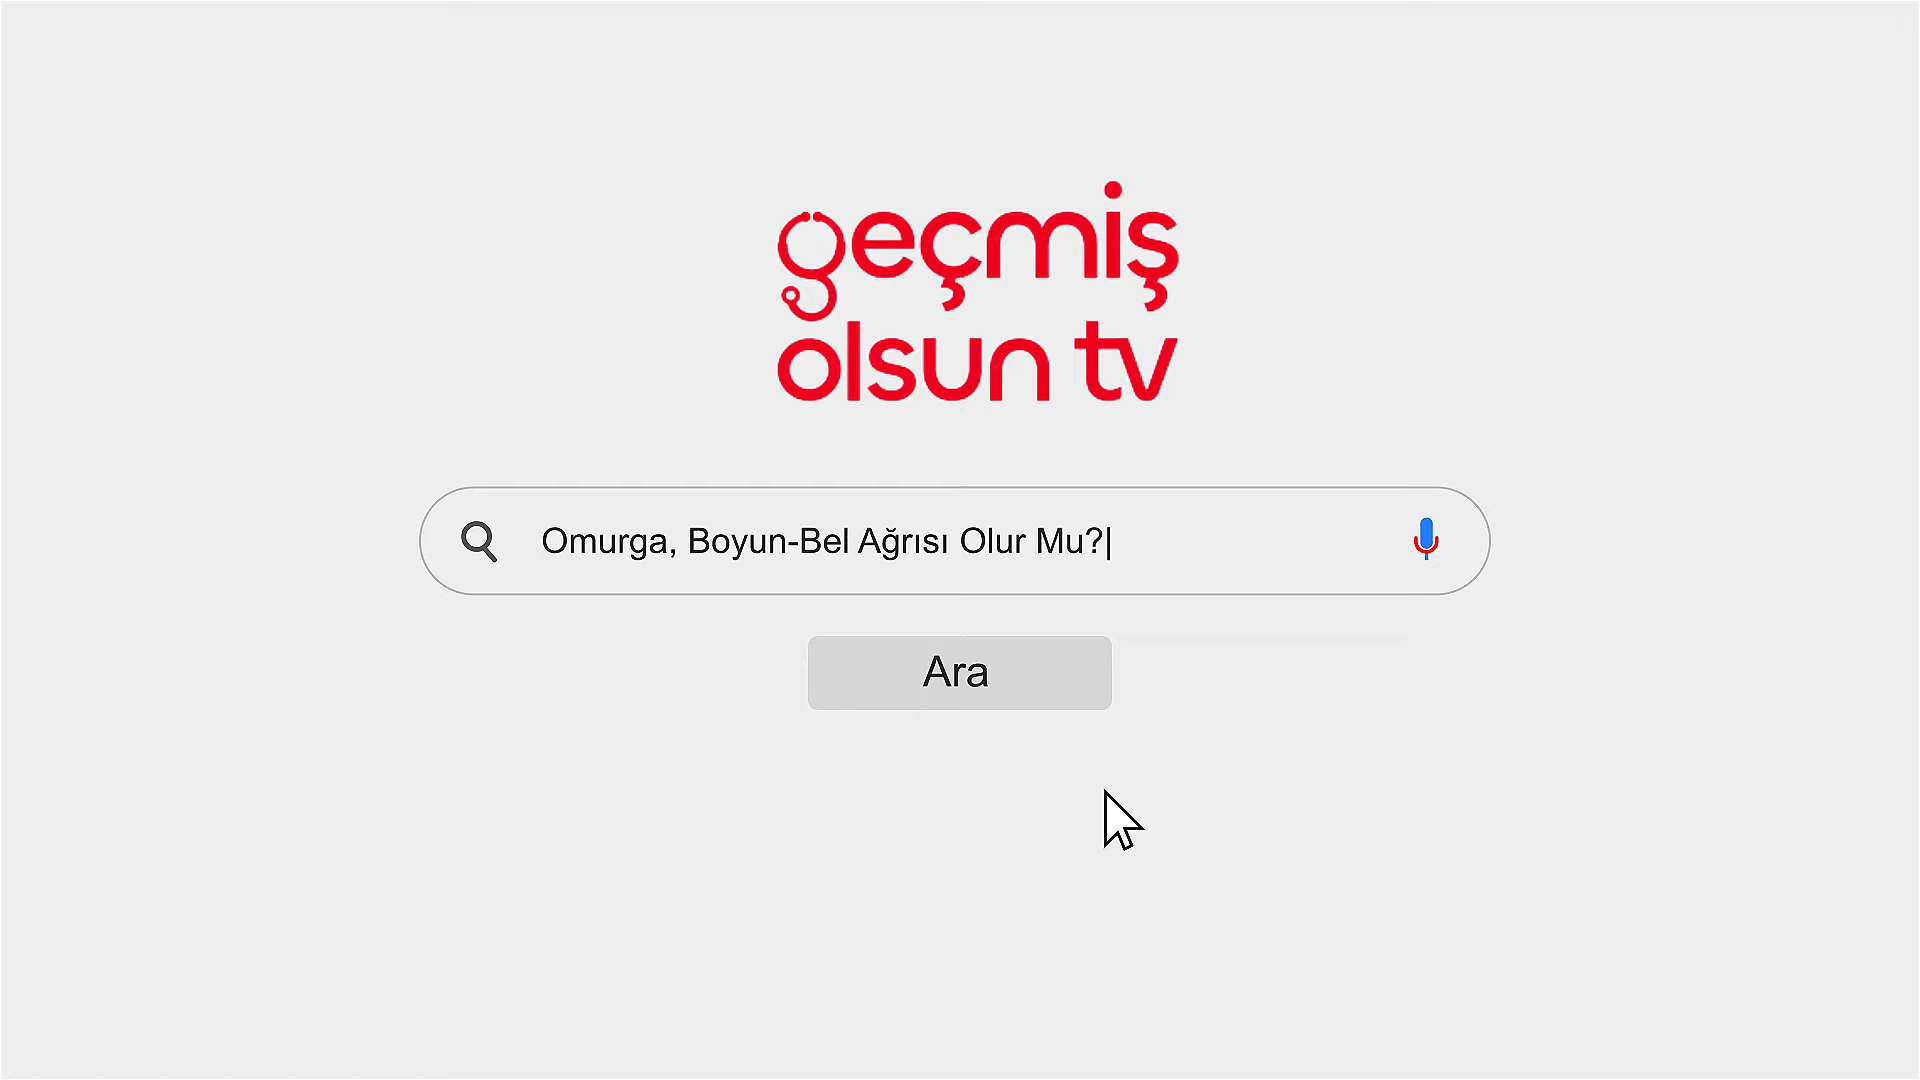 geçmiş
olsun tv
Omurga, Boyun-Bel Ağrısı Olur Mu?
Ara